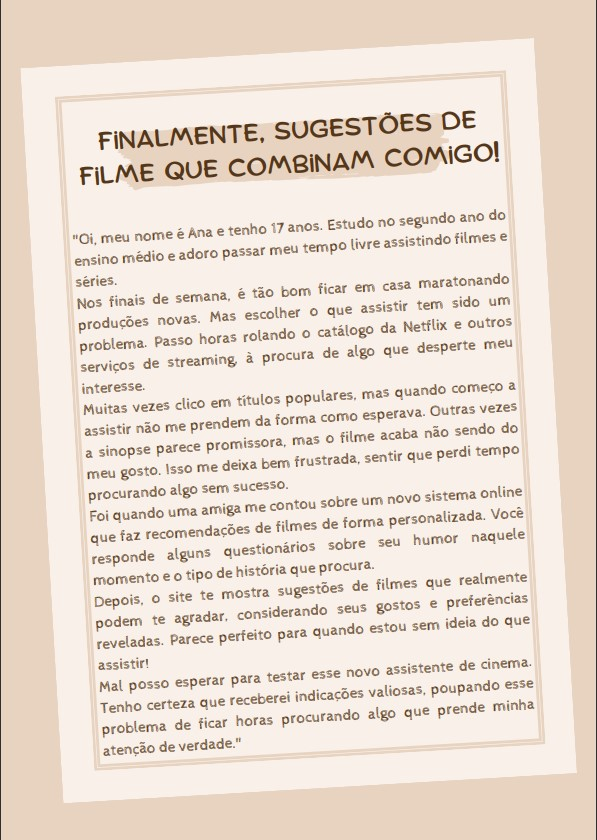 FiNALMENTE, SUGESTÕES DE
FiLME QUE COMBiNAM COMiGO!
"Oi, meu nome é Ana e tenho 17 anos. Estudo no segundo ano do
ensino médio e adoro passar meu tempo livre assistindo filmes e
séries.
Nos finais de semana, é tão bom ficar em casa maratonando
produções novas. Mas escolher o que assistir tem sido um
problema. Passo horas rolando o catálogo da Netflix e outros
serviços de streaming, à procura de algo que desperte meu
interesse.
Muitas vezes clico em títulos populares, mas quando começo a
assistir não me prendem da forma como esperava. Outras vezes
a sinopse parece promissora, mas o filme acaba não sendo do
meu gosto. Isso me deixa bem frustrada, sentir que perdi tempo
procurando algo sem sucesso.
Foi quando uma amiga me contou sobre um novo sistema online
que faz recomendações de filmes de forma personalizada. Você
responde alguns questionários sobre seu humor naquele
momento e o tipo de história que procura.
Depois, o site te mostra sugestões de filmes que realmente
podem te agradar, considerando seus gostos e preferências
reveladas. Parece perfeito para quando estou sem ideia do que
assistir!
Mal posso esperar para testar esse novo assistente de cinema.
Tenho certeza que receberei indicações valiosas, poupando esse
problema de ficar horas procurando algo que prende minha
atenção de verdade."